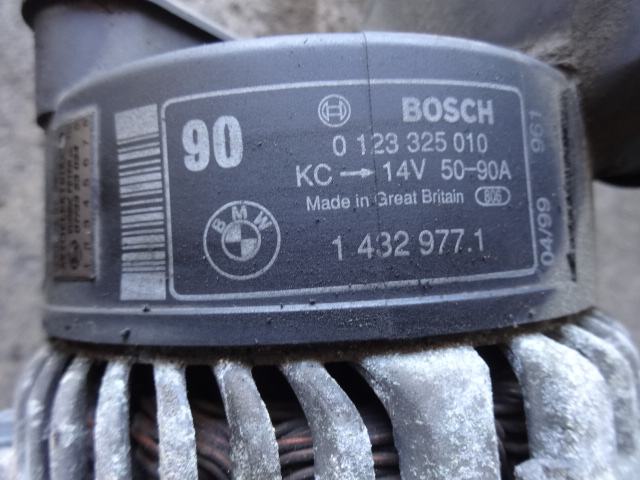 90
BOSCH
0 123 325 010
KC → 14V 50-90A
Made in Great Britain 806
BMW
1 432 977.1
04/99 961